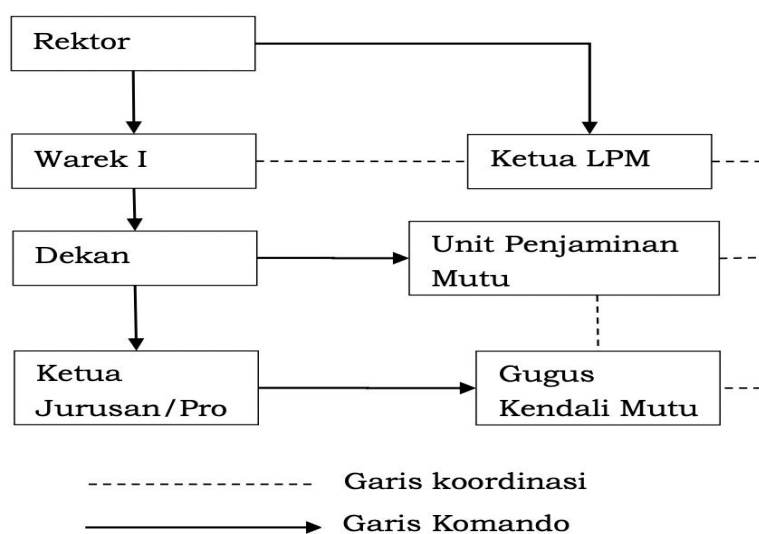 Rektor
Warek I
Ketua LPM
Dekan
Unit Penjaminan
Mutu
Ketua
Jurusan/Pro
Gugus
Kendali Mutu
Garis koordinasi
Garis Komando